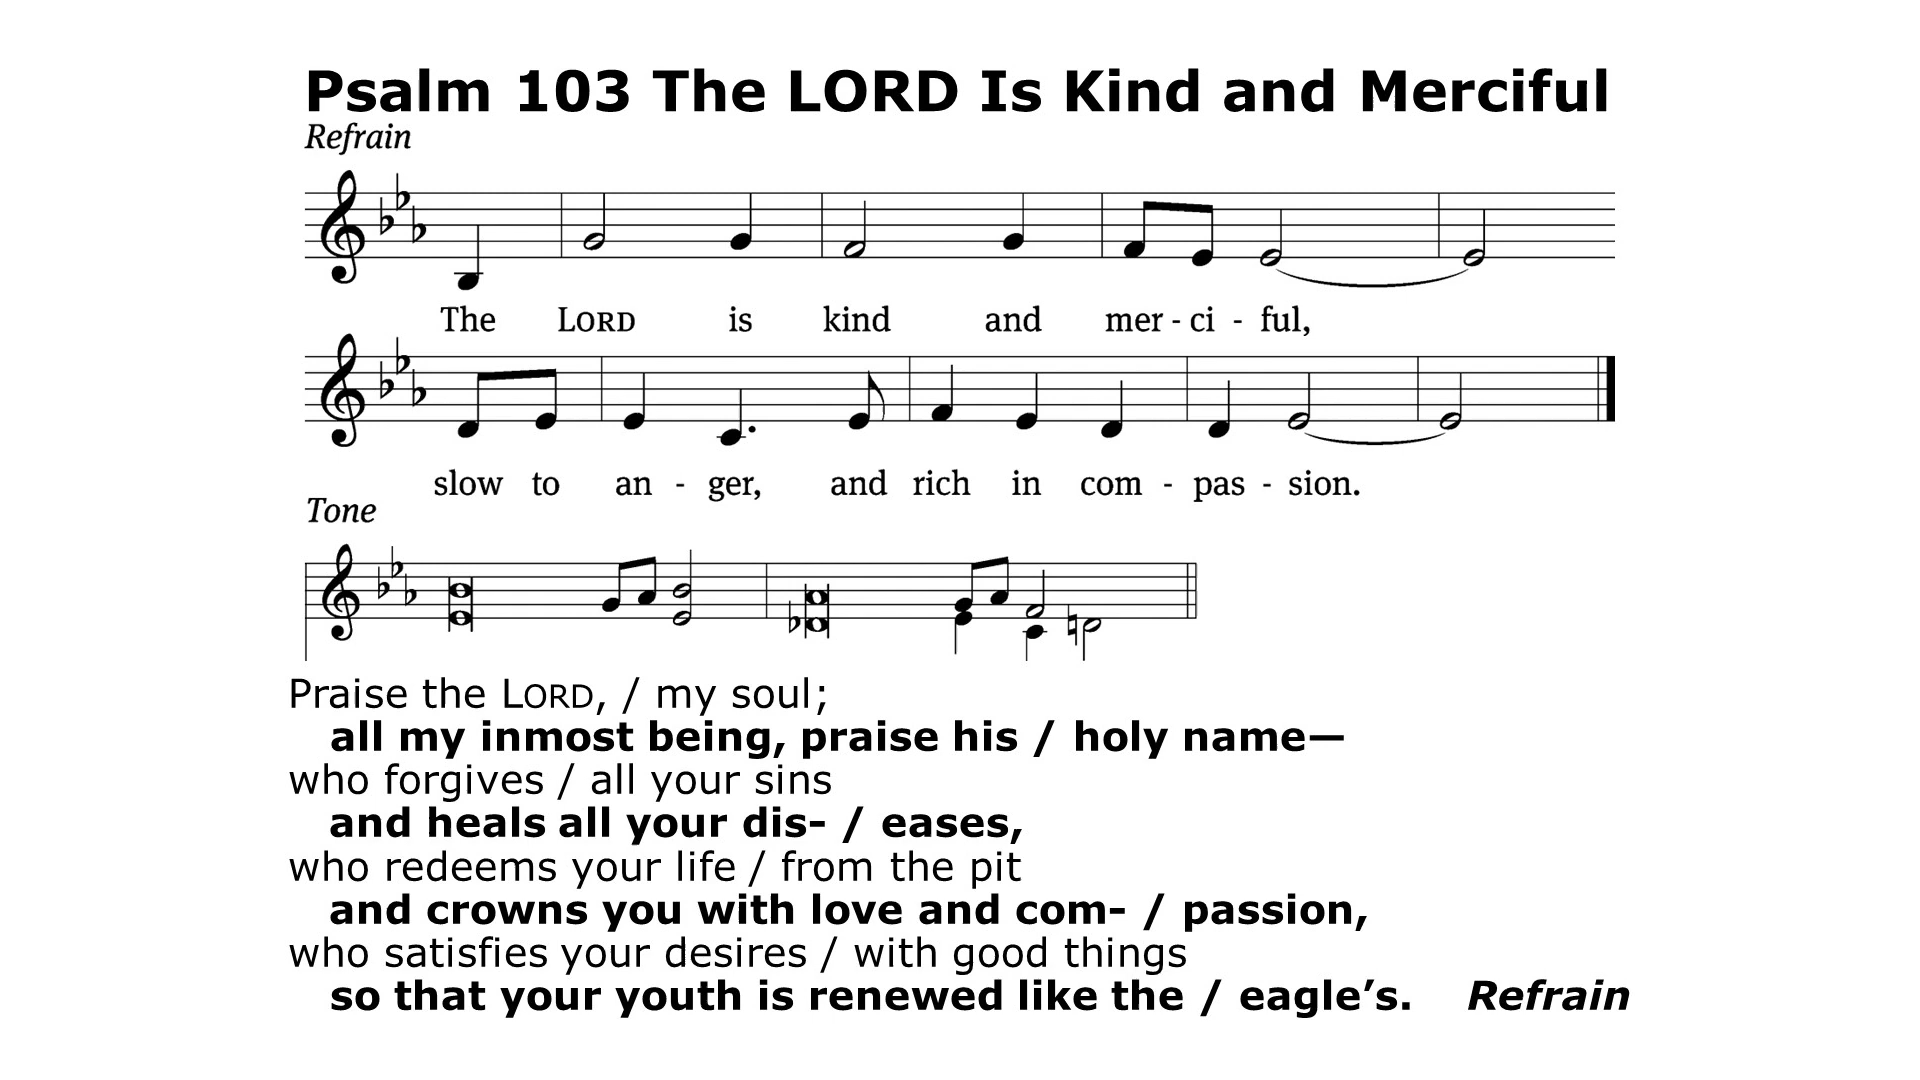 Psalm 103 The LORD Is Kind and Merciful
Refrain
The LORD is kind and mer - ci - ful,
slow to an - ger, and rich in com - pas - sion.
Tone
Praise the LORD, / my soul;
all my inmost being, praise his / holy name—
who forgives / all your sins
and heals all your dis- / eases,
who redeems your life / from the pit
and crowns you with love and com- / passion,
who satisfies your desires / with good things
so that your youth is renewed like the / eagle’s. Refrain